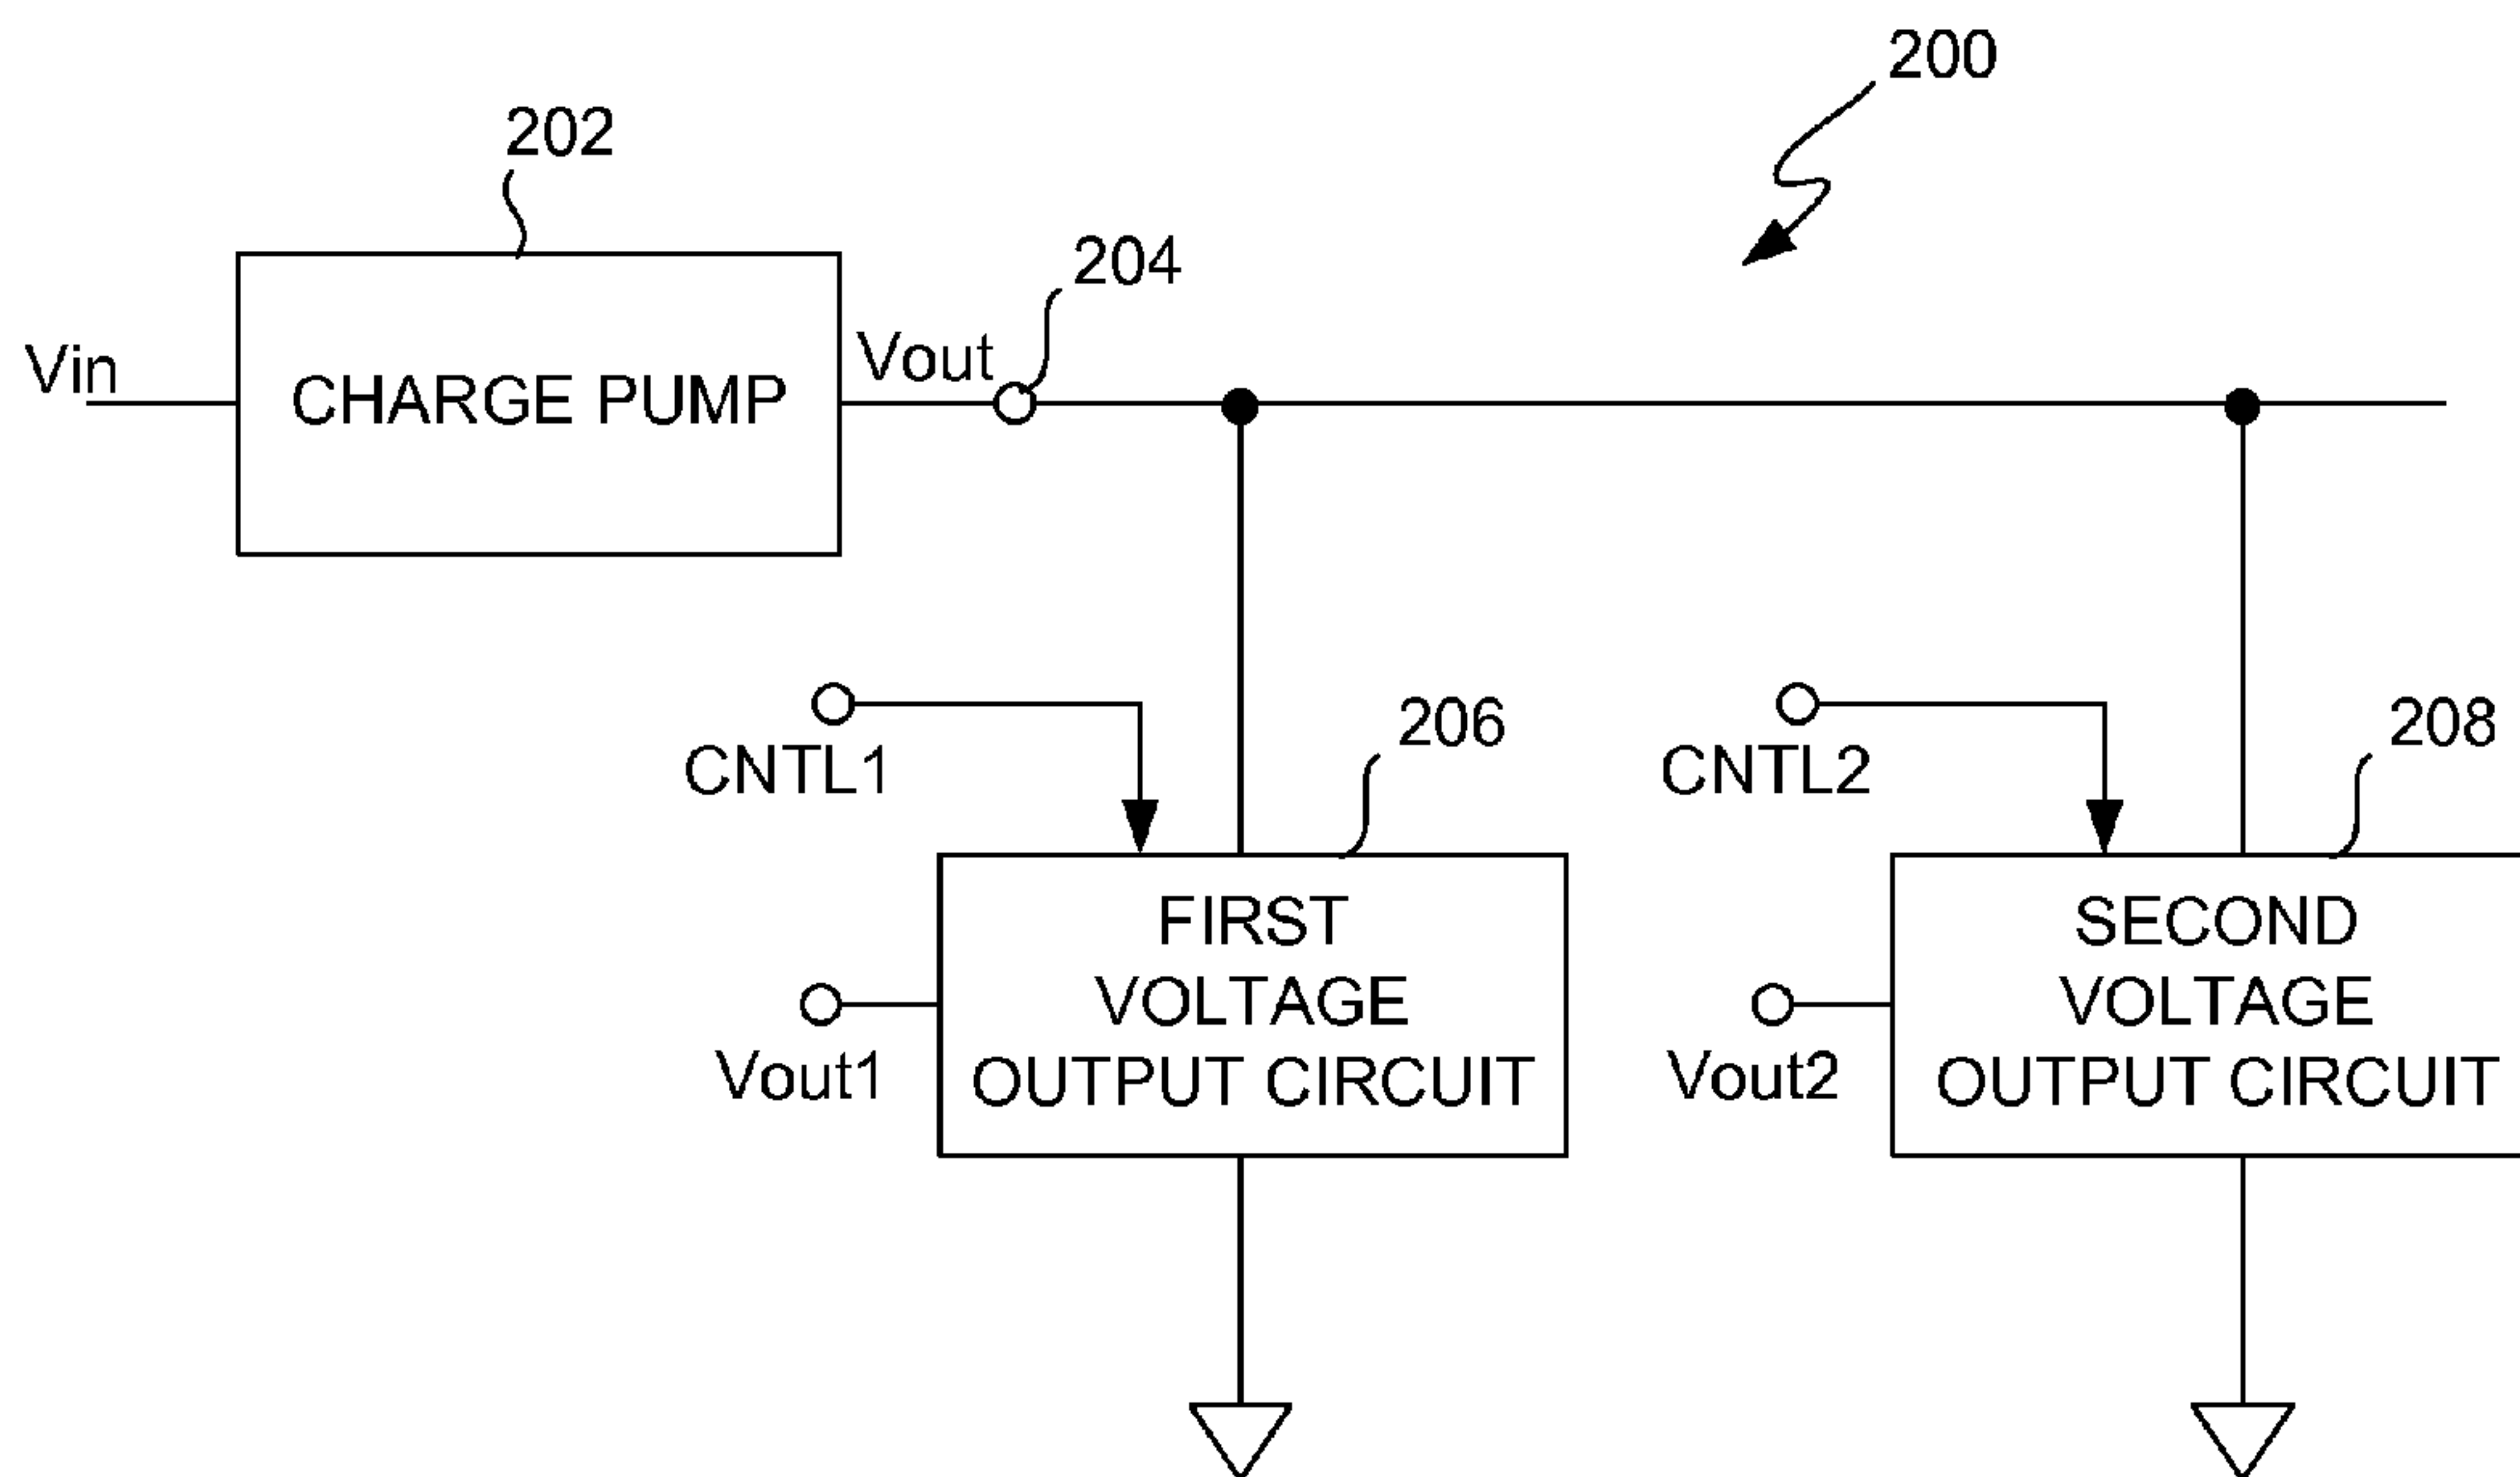 200
202
204
Vin
CHARGE PUMP
Vout
CNTL1
206
CNTL2
208
FIRST
VOLTAGE
OUTPUT CIRCUIT
Vout1
SECOND
VOLTAGE
OUTPUT CIRCUIT
Vout2